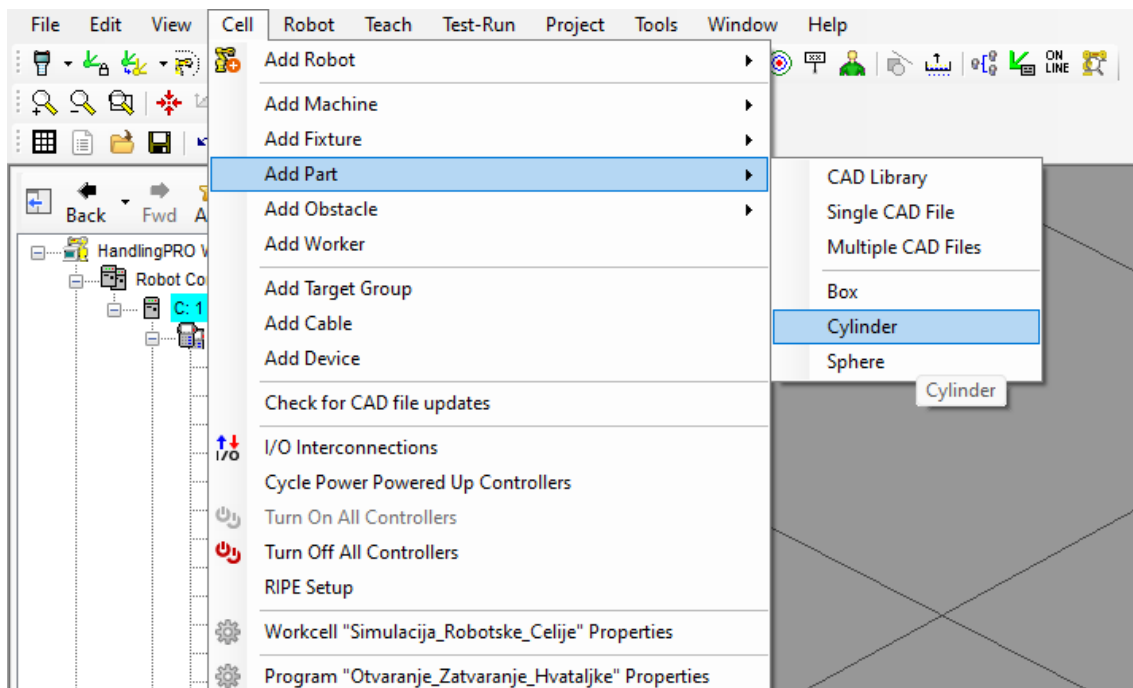 File Edit View Cell Robot Teach Test-Run Project Tools Window Help
XX ON LINE
Back Fwd A
HandlingPRO
Robot Co
C: 1
Add Robot
Add Machine
Add Fixture
Add Part
Add Obstacle
Add Worker
Add Target Group
Add Cable
Add Device
Check for CAD file updates
I/O I/O Interconnections
Cycle Power Powered Up Controllers
Turn On All Controllers
Turn Off All Controllers
RIPE Setup
Workcell "Simulacija_Robotske_Celije" Properties
Program "Otvaranje_Zatvaranje_Hvataljke" Properties
CAD Library
Single CAD File
Multiple CAD Files
Box
Cylinder
Sphere
Cylinder